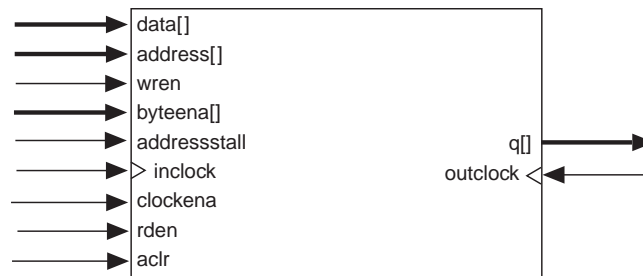 data[]
address[]
wren
byteena[]
addressstall
q[]
inclock
outclock
clockena
rden
aclr